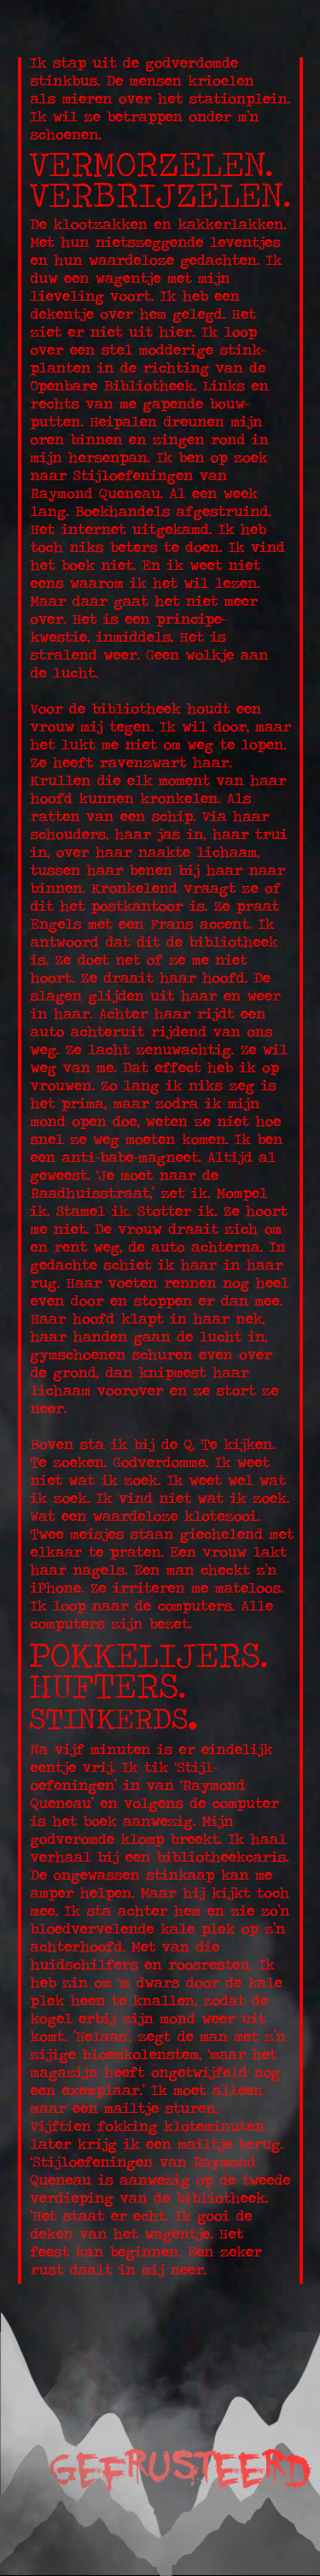 Ik stap uit de godverdomde
stinkbus. De mensen krioelen
als mieren over het stationplein.
Ik wil ze betrappen onder m'n
schoenen.
VERMORZELEN.
VERBRIJZELEN.
De klootzakken en kakkerlakken.
Met hun nietszeggende leventjes
en hun waardeloze gedachten. Ik
duw een wagentje met mijn
lieveling voort. Ik heb een
dekentje over hem gelegd. Het
ziet er niet uit hier. Ik loop
over een stel modderige stink-
planten in de richting van de
Openbare Bibliotheek. Links en
rechts van me gapende bouw-
putten. Heipalen dreunen mijn
oren binnen en zingen rond in
mijn hersenpan. Ik ben op zoek
naar Stijloefeningen van
Raymond Queneau. Al een week
lang. Boekhandels afgestruind.
Het internet uitgekamd. Ik heb
toch niks beters te doen. Ik vind
het boek niet. En ik weet niet
eens waarom ik het wil lezen.
Maar daar gaat het niet meer
over. Het is een principe-
kwestie, inmiddels. Het is
stralend weer. Geen wolkje aan
de lucht.
Voor de bibliotheek houdt een
vrouw mij tegen. Ik wil door, maar
het lukt me niet om weg te lopen.
Ze heeft ravenzwart haar.
Krullen die elk moment van haar
hoofd kunnen kronkelen. Als
ratten van een schip. Via haar
schouders, haar jas in, haar trui
in, over haar naakte lichaam,
tussen haar benen bij haar naar
binnen. Kronkelend vraagt ze of
dit het postkantoor is. Ze praat
Engels met een Frans accent. Ik
antwoord dat dit de bibliotheek
is. Ze doet net of ze me niet
hoort. Ze draait haar hoofd. De
slagen glijden uit haar en weer
in haar. Achter haar rijdt een
auto achteruit rijdend van ons
weg. Ze lacht zenuwachtig. Ze wil
weg van me. Dat effect heb ik op
vrouwen. Zo lang ik niks zeg is
het prima, maar zodra ik mijn
mond open doe, weten ze niet hoe
snel ze weg moeten komen. Ik ben
een anti-babe-magneet. Altijd al
geweest. 'Je moet naar de
Raadhuisstraat,' zet ik. Mompel
ik. Stamel ik. Stotter ik. Ze hoort
me niet. De vrouw draait zich om
en rent weg, de auto achterna. In
gedachte schiet ik haar in haar
rug. Haar voeten rennen nog heel
even door en stoppen er dan mee.
Haar hoofd klapt in haar nek,
haar handen gaan de lucht in,
gymschoenen schuren even over
de grond, dan knipmest haar
lichaam voorover en ze stort ze
neer.
Boven sta ik bij de Q, Te kijken.
Te zoeken. Godverdomme. Ik weet
niet wat ik zoek. Ik weet wel wat
ik zoek. Ik vind niet wat ik zoek.
Wat een waardeloze klotezooi.
Twee meisjes staan giechelend met
elkaar te praten. Een vrouw lakt
haar nagels. Een man checkt z'n
iPhone. Ze irriteren me mateloos.
Ik loop naar de computers. Alle
computers zijn bezet.
POKKELIJERS.
HUFTERS.
STINKERDS.
Na vijf minuten is er eindelijk
eentje vrij. Ik tik 'Stijl-
oefeningen' in van 'Raymond
Queneau' en volgens de computer
is het boek aanwezig. Mijn
godveromde klomp breekt. Ik haal
verhaal bij een bibliotheekcaris.
De ongewassen stinkaap kan me
amper helpen. Maar hij kijkt toch
mee. Ik sta achter hem en zie zo'n
bloedvervelende kale plek op z'n
achterhoofd. Met van die
huidschilfers en roosresten. Ik
heb zin om 'm dwars door de kale
plek heen te knallen, zodat de
kogel erbij zijn mond weer uit
komt. 'Helaas', zegt de man met z'n
zijige bloemkolenstem, 'maar het
magazijn heeft ongetwijfeld nog
een exemplaar.' Ik moet alleen
maar een mailtje sturen.
Vijftien fokking kloteminuten
later krijg ik een mailtje terug.
'Stijloefeningen van Raymond
Queneau is aanwezig op de tweede
verdieping van de bibliotheek.
'Het staat er echt. Ik gooi de
deken van het wagentje. Het
feest kan beginnen. Een zeker
rust daalt in mij neer.
GEFRUSTEERD